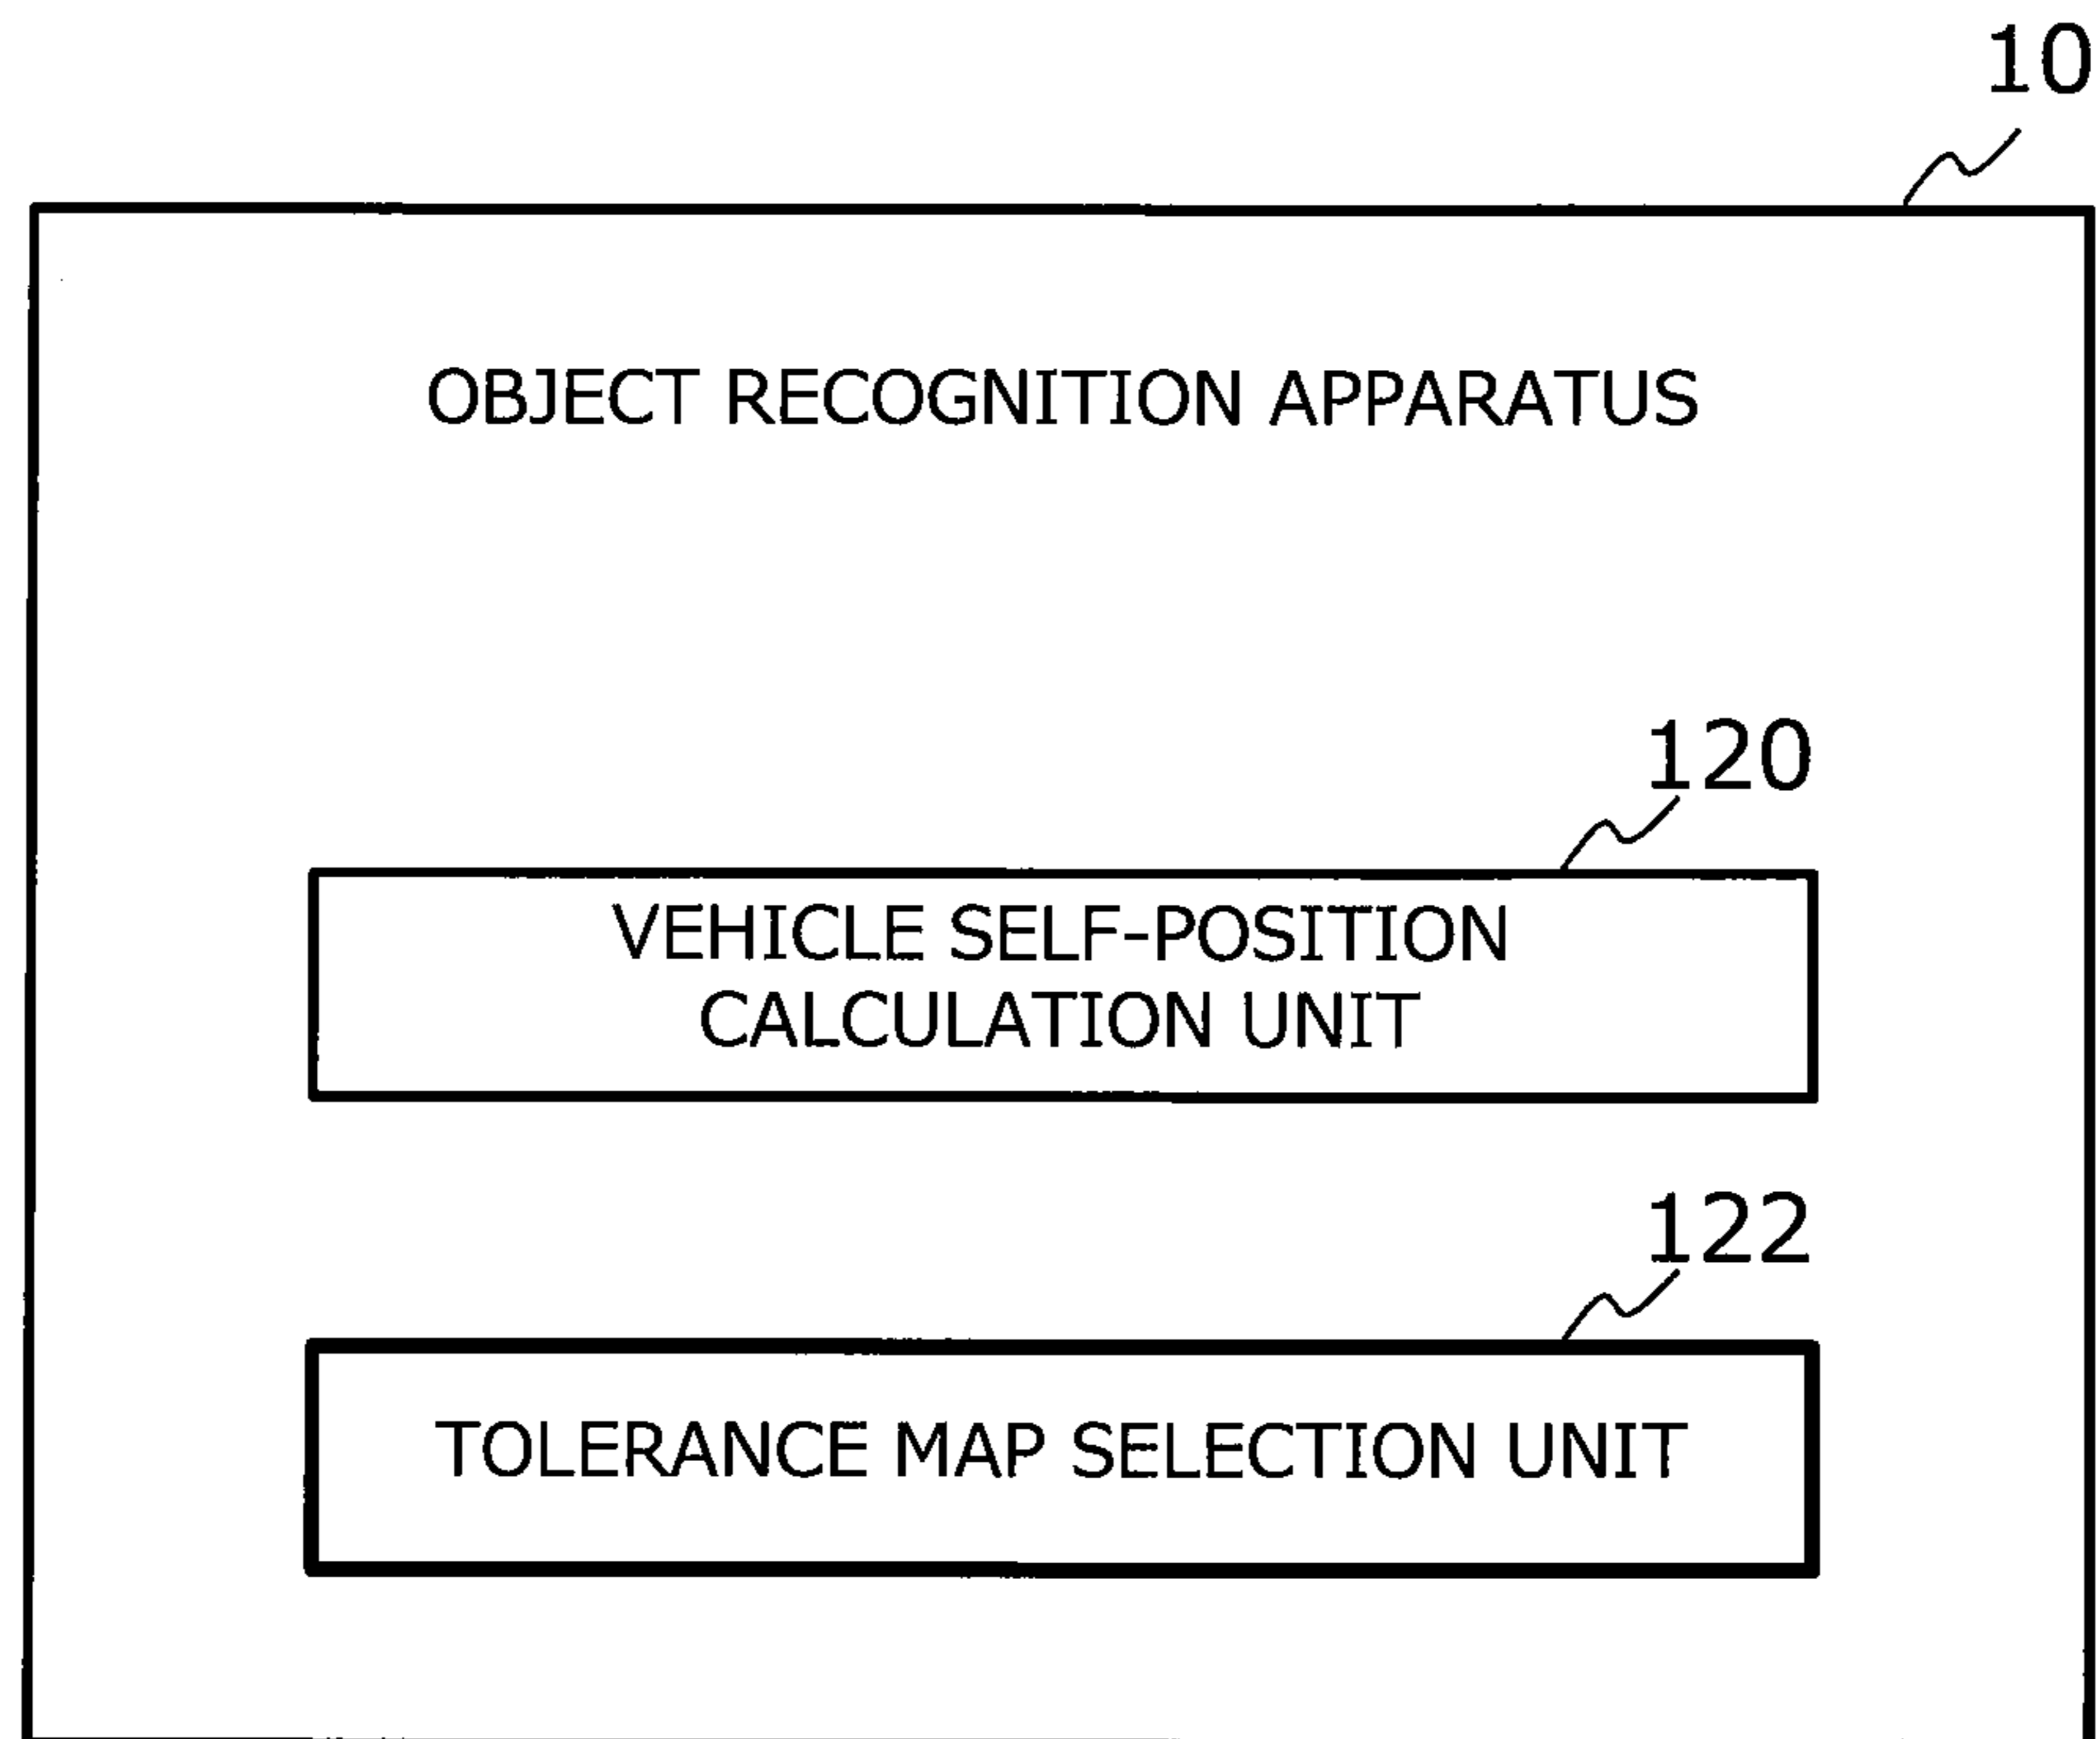 10
OBJECT RECOGNITION APPARATUS
120
VEHICLE SELF-POSITION
CALCULATION UNIT
122
TOLERANCE MAP SELECTION UNIT